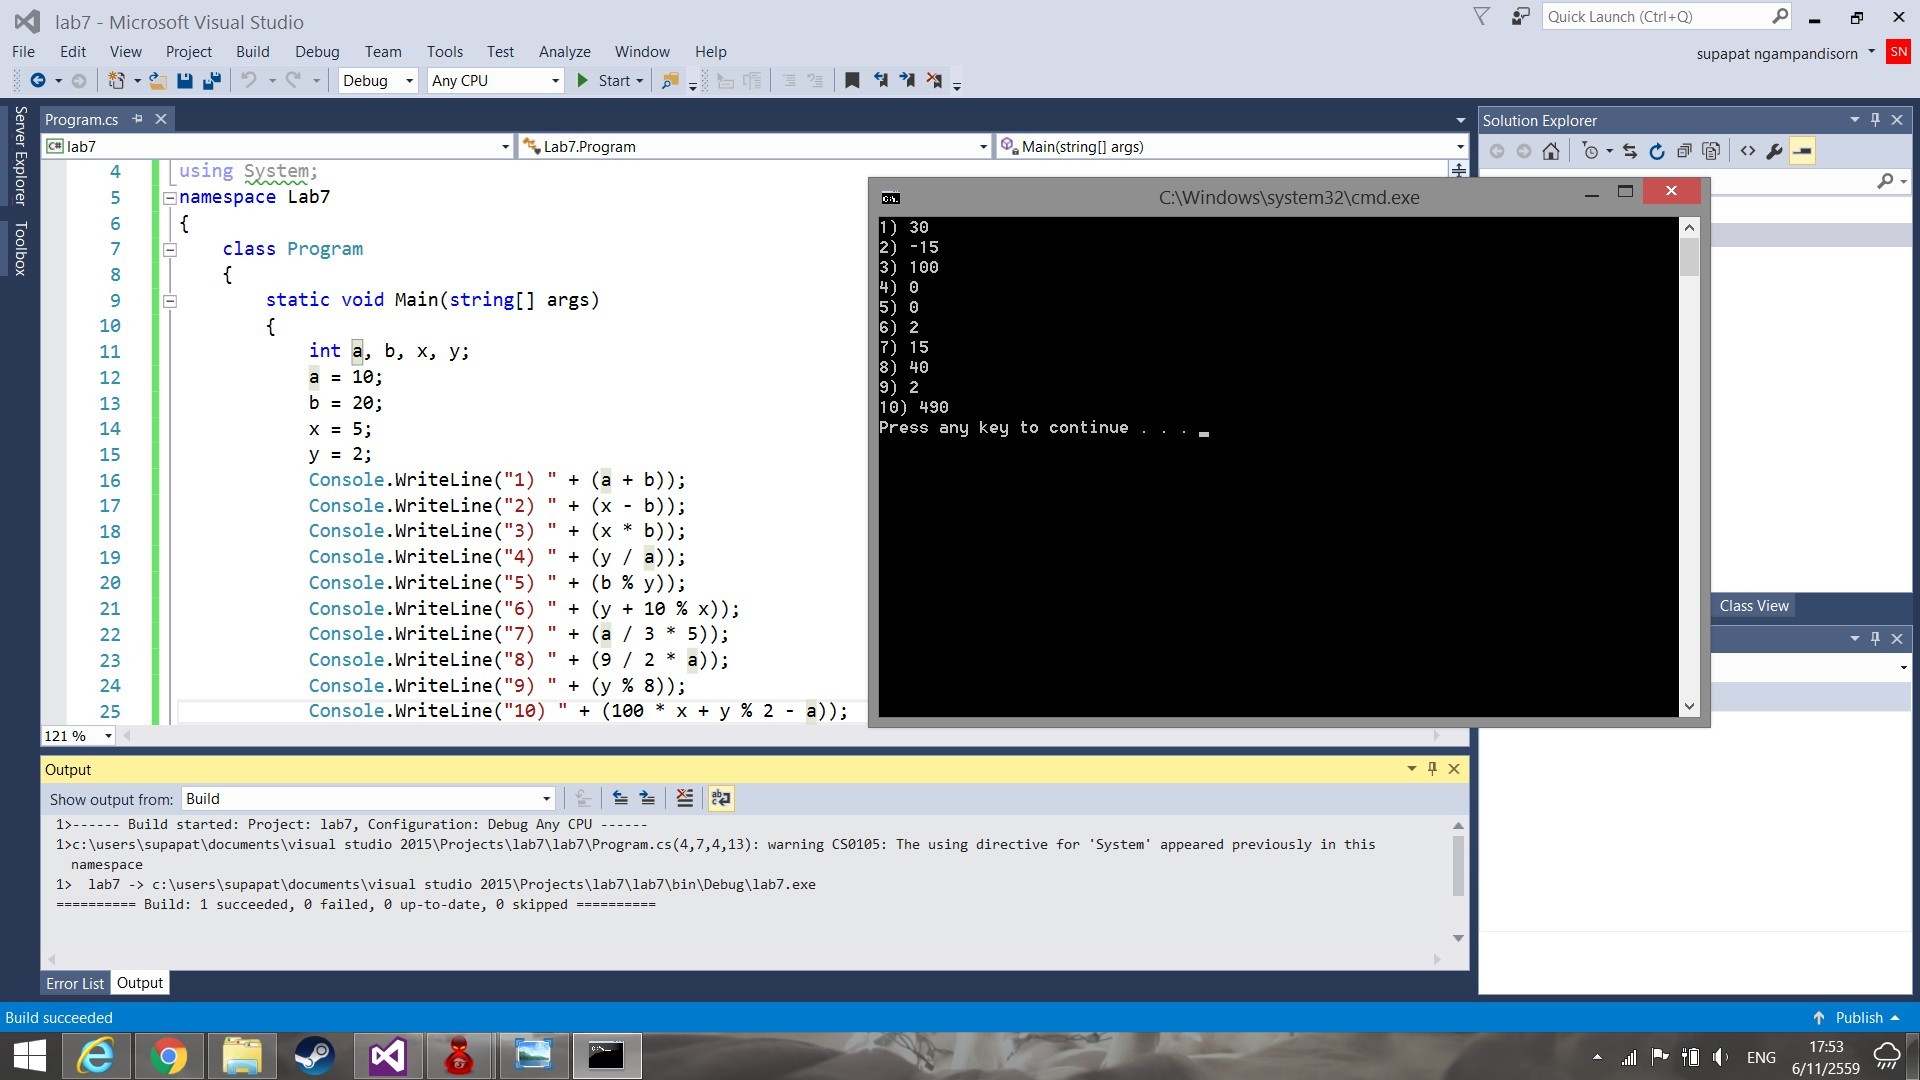 lab7 - Microsoft Visual Studio
Quick Launch (Ctrl+Q)
File Edit View Project Build Debug Team Tools Test Analyze Window Help
supapat ngampandisorn SN
Debug Any CPU Start
Server Explorer
Toolbox
Program.cs
C# lab7 Lab7.Program Main(string[] args)
4 using System;
5 namespace Lab7
6 {
7 class Program
8 {
9 static void Main(string[] args)
10 {
11 int a, b, x, y;
12 a = 10;
13 b = 20;
14 x = 5;
15 y = 2;
16 Console.WriteLine("1) " + (a + b));
17 Console.WriteLine("2) " + (x - b));
18 Console.WriteLine("3) " + (x * b));
19 Console.WriteLine("4) " + (y / a));
20 Console.WriteLine("5) " + (b % y));
21 Console.WriteLine("6) " + (y + 10 % x));
22 Console.WriteLine("7) " + (a / 3 * 5));
23 Console.WriteLine("8) " + (9 / 2 * a));
24 Console.WriteLine("9) " + (y % 8));
25 Console.WriteLine("10) " + (100 * x + y % 2 - a));
121 %
C:\Windows\system32\cmd.exe
1) 30
2) -15
3) 100
4) 0
5) 0
6) 2
7) 15
8) 40
9) 2
10) 490
Press any key to continue . . .
Solution Explorer
Class View
Output
Show output from: Build
1>------ Build started: Project: lab7, Configuration: Debug Any CPU ------
1>c:\users\supapat\documents\visual studio 2015\Projects\lab7\lab7\Program.cs(4,7,4,13): warning CS0105: The using directive for 'System' appeared previously in this
namespace
1> lab7 -> c:\users\supapat\documents\visual studio 2015\Projects\lab7\lab7\bin\Debug\lab7.exe
========== Build: 1 succeeded, 0 failed, 0 up-to-date, 0 skipped ==========
Error List Output
Build succeeded
Publish
ENG
17:53
6/11/2559